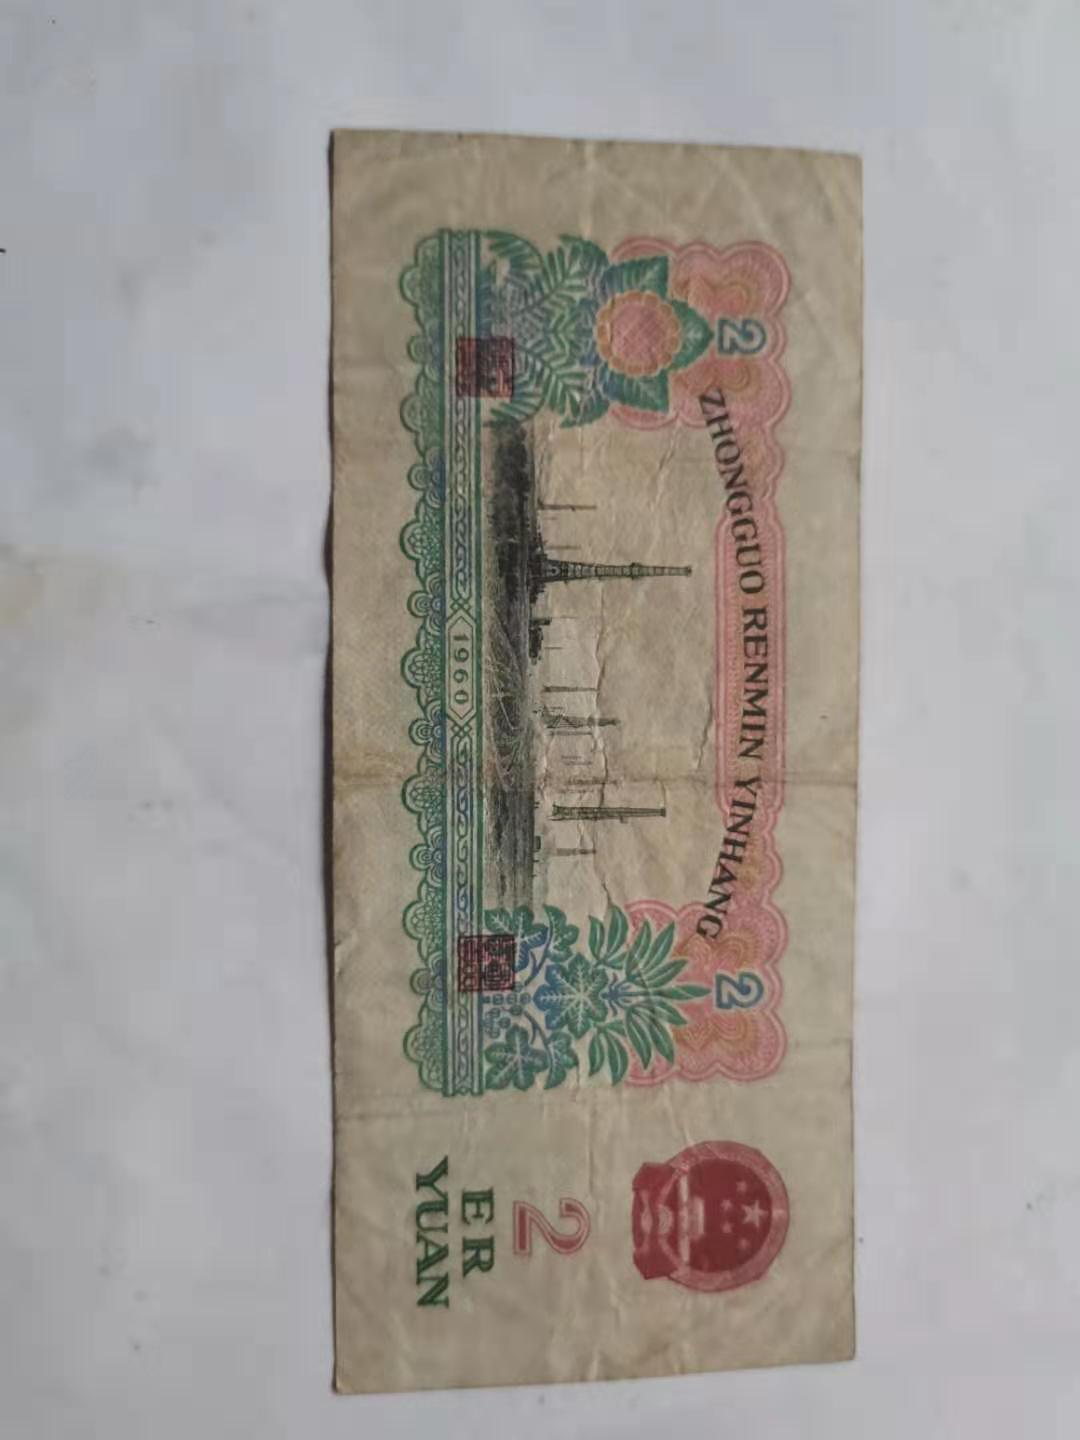 2 2
ZHONGGUO RENMIN YINHANG
1960
2
ER
YUAN